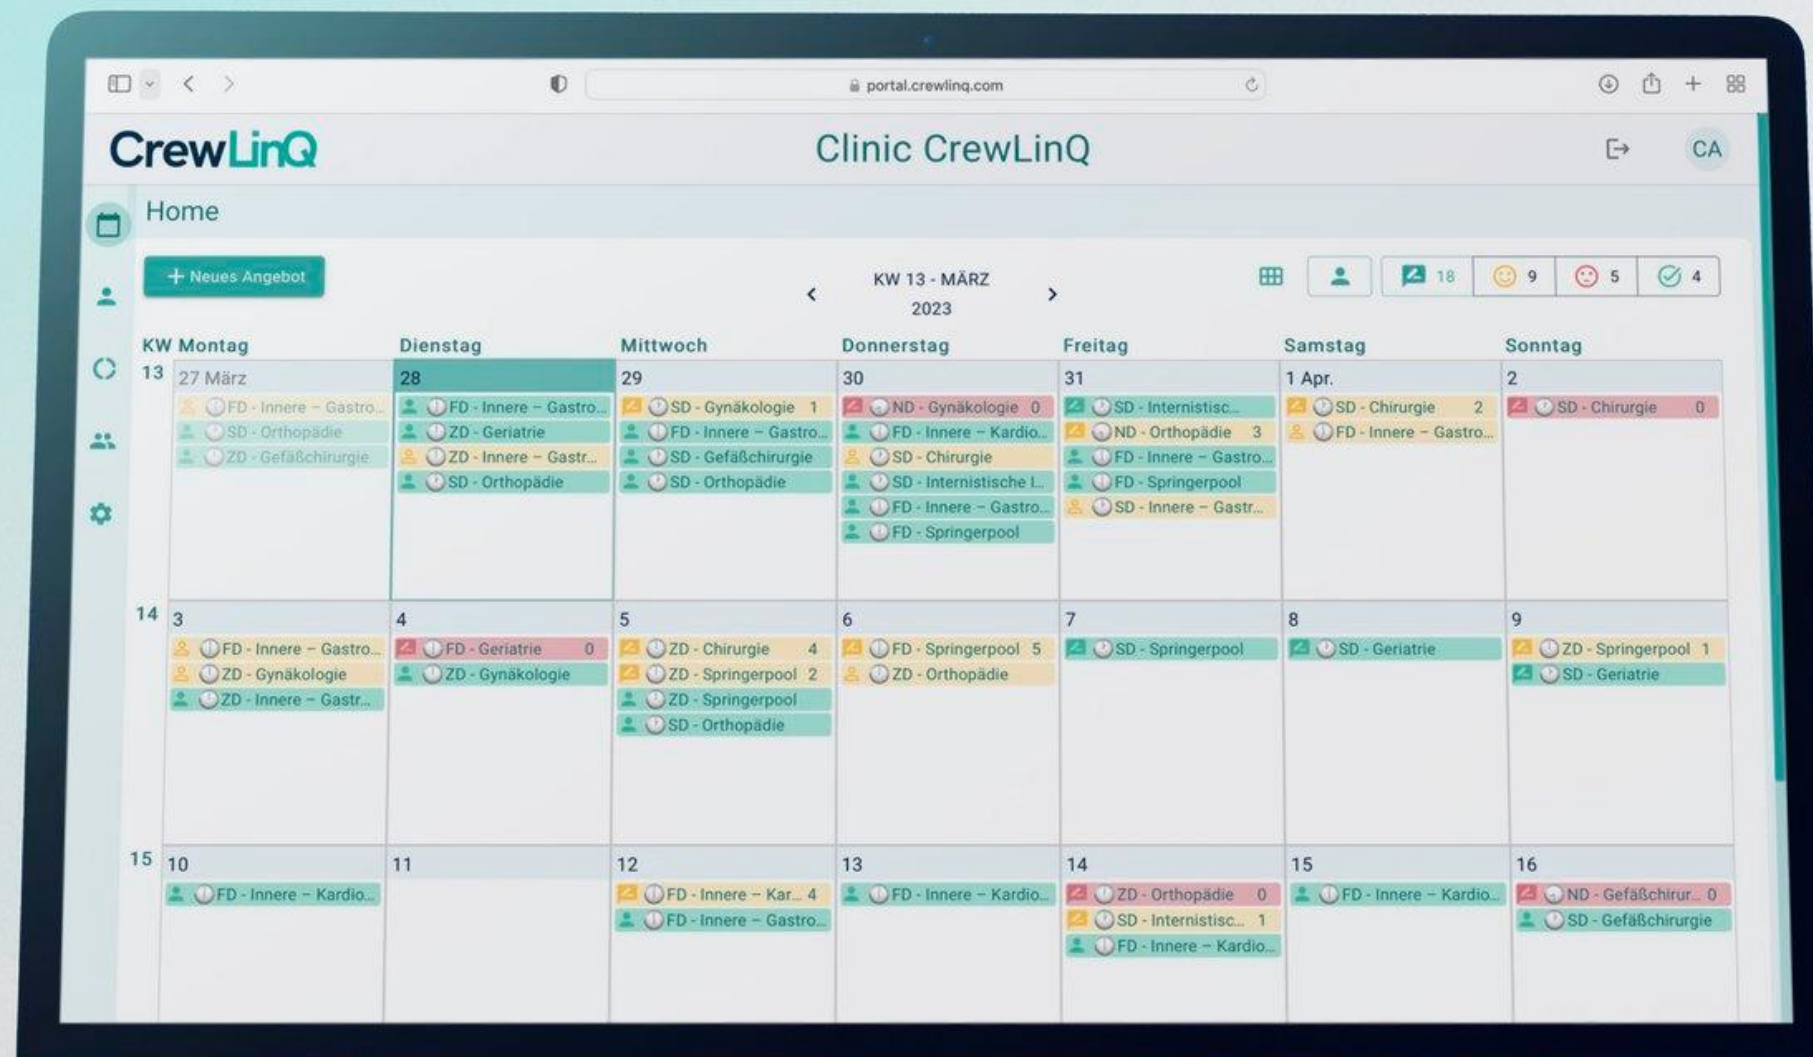 portal.crewlinq.com
CrewLinQ
Clinic CrewLinQ
CA
Home
+ Neues Angebot
KW 13 - MÄRZ
2023
18 9 5 4
KW Montag Dienstag Mittwoch Donnerstag Freitag Samstag Sonntag
13 27 März 28 29 30 31 1 Apr. 2
FD - Innere – Gastro... FD - Innere – Gastro... SD - Gynäkologie 1 ND - Gynäkologie 0 SD - Internistisc... SD - Chirurgie 2 SD - Chirurgie 0
SD - Orthopädie ZD - Geriatrie FD - Innere – Gastro... FD - Innere – Kardio... ND - Orthopädie 3 FD - Innere – Gastro...
ZD - Gefäßchirurgie ZD - Innere – Gastr... SD - Gefäßchirurgie SD - Chirurgie FD - Innere – Gastro...
SD - Orthopädie SD - Orthopädie SD - Internistische I... FD - Springerpool
FD - Innere – Gastro... SD - Innere – Gastr...
FD - Springerpool
14 3 4 5 6 7 8 9
FD - Innere – Gastro... FD - Geriatrie 0 ZD - Chirurgie 4 FD - Springerpool 5 SD - Springerpool SD - Geriatrie ZD - Springerpool 1
ZD - Gynäkologie ZD - Gynäkologie ZD - Springerpool 2 ZD - Orthopädie SD - Geriatrie
ZD - Innere – Gastr... ZD - Springerpool
SD - Orthopädie
15 10 11 12 13 14 15 16
FD - Innere – Kardio... FD - Innere – Kar... 4 FD - Innere – Kardio... ZD - Orthopädie 0 FD - Innere – Kardio... ND - Gefäßchirur... 0
FD - Innere – Gastro... SD - Internistisc... 1 SD - Gefäßchirurgie
FD - Innere – Kardio...